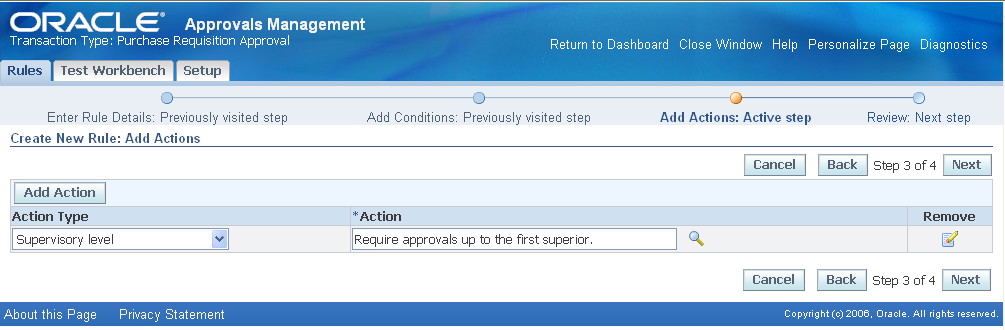 ORACLE® Approvals Management
Transaction Type: Purchase Requisition Approval
Return to Dashboard Close Window Help Personalize Page Diagnostics
Rules Test Workbench Setup
Enter Rule Details: Previously visited step Add Conditions: Previously visited step Add Actions: Active step Review: Next step
Create New Rule: Add Actions
Cancel Back Step 3 of 4 Next
Add Action
Action Type *Action Remove
Supervisory level Require approvals up to the first superior.
Cancel Back Step 3 of 4 Next
About this Page Privacy Statement Copyright (c) 2006, Oracle. All rights reserved.